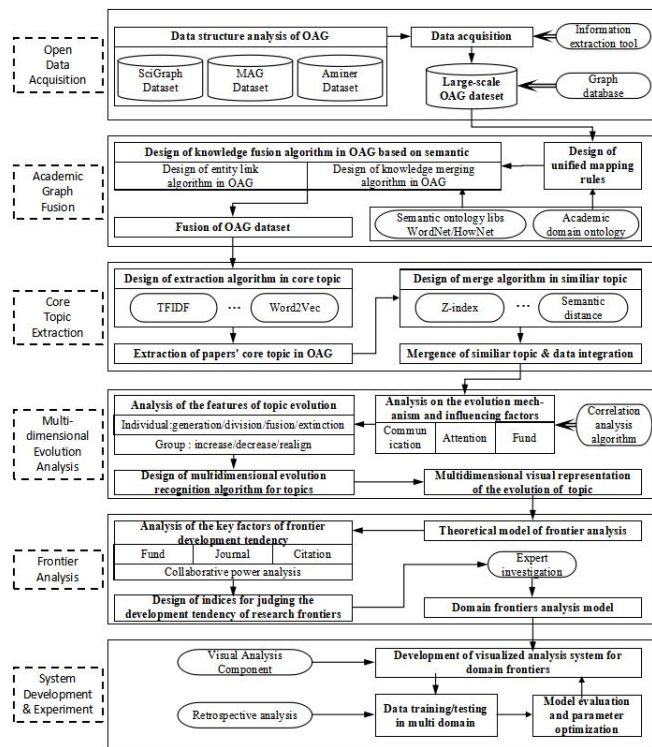 Open
Data
Acquisition
Data structure analysis of OAG
SciGraph
Dataset
MAG
Dataset
Aminer
Dataset
Data acquisition
Information
extraction tool
Large-scale
OAG dateset
Graph
database
Academic
Graph
Fusion
Design of knowledge fusion algorithm in OAG based on semantic
Design of entity link
algorithm in OAG
Design of knowledge merging
algorithm in OAG
Design of
unified mapping
rules
Fusion of OAG dataset
Semantic ontology libs
WordNet/HowNet
Academic
domain ontology
Core
Topic
Extraction
Design of extraction algorithm in core topic
TFIDF
...
Word2Vec
Extraction of papers' core topic in OAG
Design of merge algorithm in similiar topic
Z-index
...
Semantic
distance
Mergence of similiar topic & data integration
Multi-
dimensional
Evolution
Analysis
Analysis of the features of topic evolution
Individual:generation/division/fusion/extinction
Group : increase/decrease/realign
Design of multidimensional evolution
recognition algorithm for topics
Analysis on the evolution mech-
anism and influencing factors
Commun
ication
Attention
Fund
Correlation
analysis
algorithm
Multidimensional visual representation
of the evolution of topic
Frontier
Analysis
Analysis of the key factors of frontier
development tendency
Fund
Journal
Citation
Collaborative power analysis
Design of indices for judging the
development tendency of research frontiers
Theoretical model of frontier analysis
Expert
investigation
Domain frontiers analysis model
System
Development
& Experiment
Visual Analysis
Component
Retrospective analysis
Development of visualized analysis system for
domain frontiers
Data training/testing
in multi domain
Model evaluation
and parameter
optimization